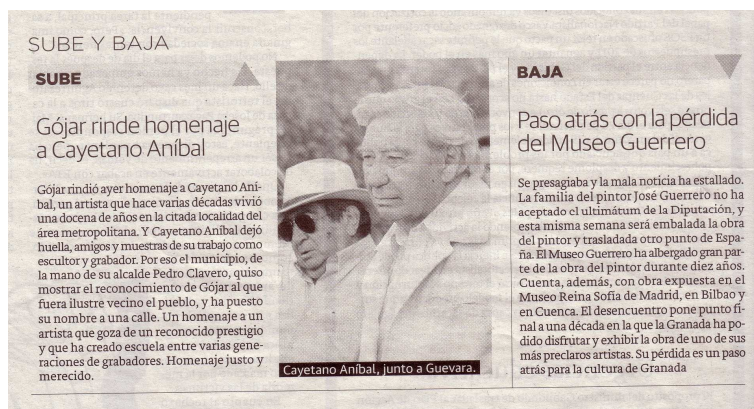 SUBE Y BAJA
SUBE
Gójar rinde homenaje
a Cayetano Aníbal
Gójar rindió ayer homenaje a Cayetano Aní-
bal, un artista que hace varias décadas vivió
una docena de años en la citada localidad del
área metropolitana. Y Cayetano Aníbal dejó
huella, amigos y muestras de su trabajo como
escultor y grabador. Por eso el municipio, de
la mano de su alcalde Pedro Clavero, quiso
mostrar el reconocimiento de Gójar al que
fuera ilustre vecino el pueblo, y ha puesto
su nombre a una calle. Un homenaje a un
artista que goza de un reconocido prestigio
y que ha creado escuela entre varias gene-
raciones de grabadores. Homenaje justo y
merecido.
Cayetano Aníbal, junto a Guevara.
BAJA
Paso atrás con la pérdida
del Museo Guerrero
Se presagiaba y la mala noticia ha estallado.
La familia del pintor José Guerrero no ha
aceptado el ultimátum de la Diputación, y
esta misma semana será embalada la obra
del pintor y trasladada otro punto de Espa-
ña. El Museo Guerrero ha albergado gran par-
te de la obra del pintor durante diez años.
Cuenta, además, con obra expuesta en el
Museo Reina Sofía de Madrid, en Bilbao y
en Cuenca. El desencuentro pone punto fi-
nal a una década en la que la Granada ha po-
dido disfrutar y exhibir la obra de uno de sus
más preclaros artistas. Su pérdida es un paso
atrás para la cultura de Granada